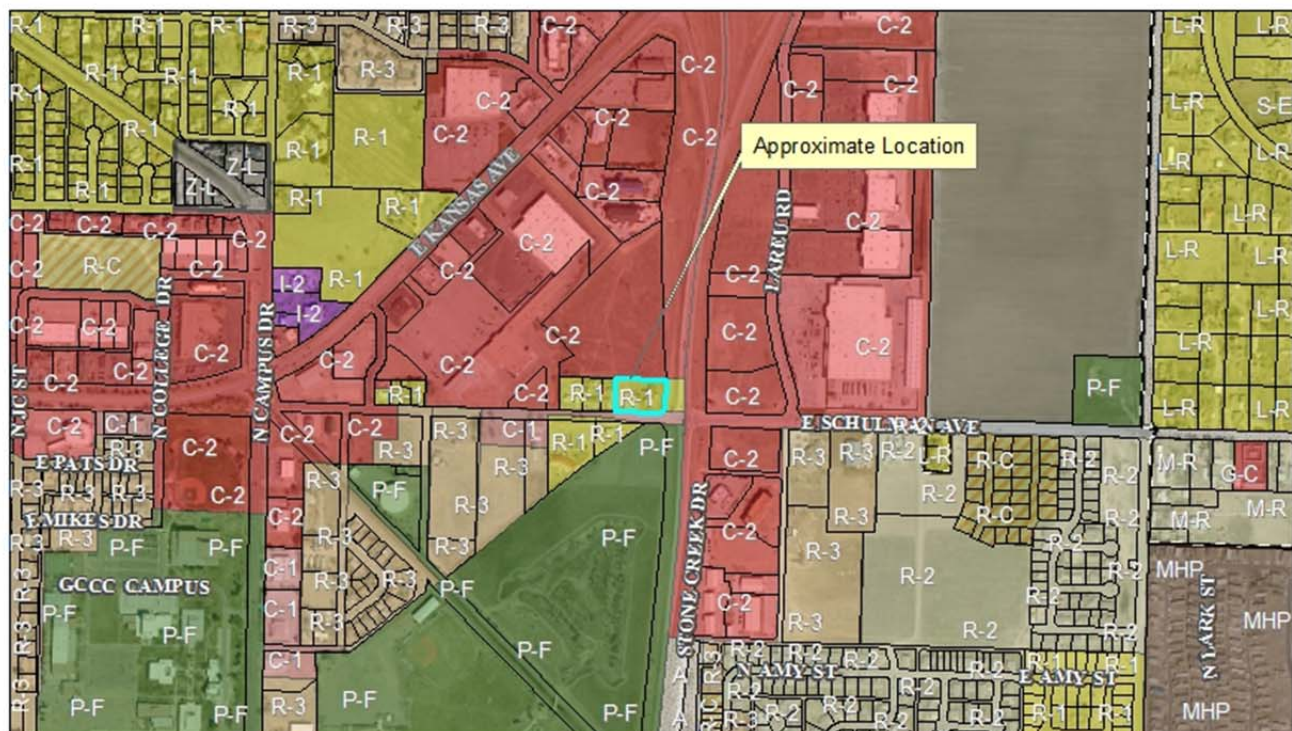 R-1
R-1
R-3
R-3
C-2
C-2
C-2
L-R
L-R
R-1
R-1
R-3
C-2
C-2
L-R
S-E
R-1
R-1
C-2
C-2
C-2
Approximate Location
L-R
R-1
R-1
Z-L
Z-L
R-1
C-2
L-R
L-R
C-2
C-2
C-2
R-1
E KANSAS AVE
C-2
C-2
LAREU RD
C-2
L-R
L-R
R-C
R-1
I-2
C-2
C-2
L-R
C-2
C-2
C-2
I-2
C-2
C-2
C-2
C-2
C-2
L-R
N JC ST
C-2
C-2
N COLLEGE DR
C-2
N CAMPUS DR
C-2
R-1
C-2
R-1
R-1
C-2
P-F
L-R
L-R
C-2
C-1
C-2
C-2
R-3
C-1
R-1
P-F
E SCHULMAN AVE
R-3
E PATS DR
R-3
R-3
R-3
R-1
C-2
R-3
R-3
R-2
L-R
R-C
R-2
R-2
M-R
G-C
E MIKES DR
C-2
P-F
R-3
R-3
R-C
M-R
R-3
P-F
P-F
C-2
R-3
P-F
C-2
R-3
R-2
R-2
GCCC CAMPUS
C-1
R-3
R-3
P-F
STONE CREEK DR
R-2
MHP
P-F
P-F
C-1
P-F
C-2
R-3
R-2
R-2
N LARK ST
MHP
R-3
C-1
P-F
A
N AMY ST
R-2
R-2
E AMY ST
R-1
R-1
P-F
P-F
R-3
P-F
P-F
A
R-3
R-2
R-2
R-1
R-1
MHP